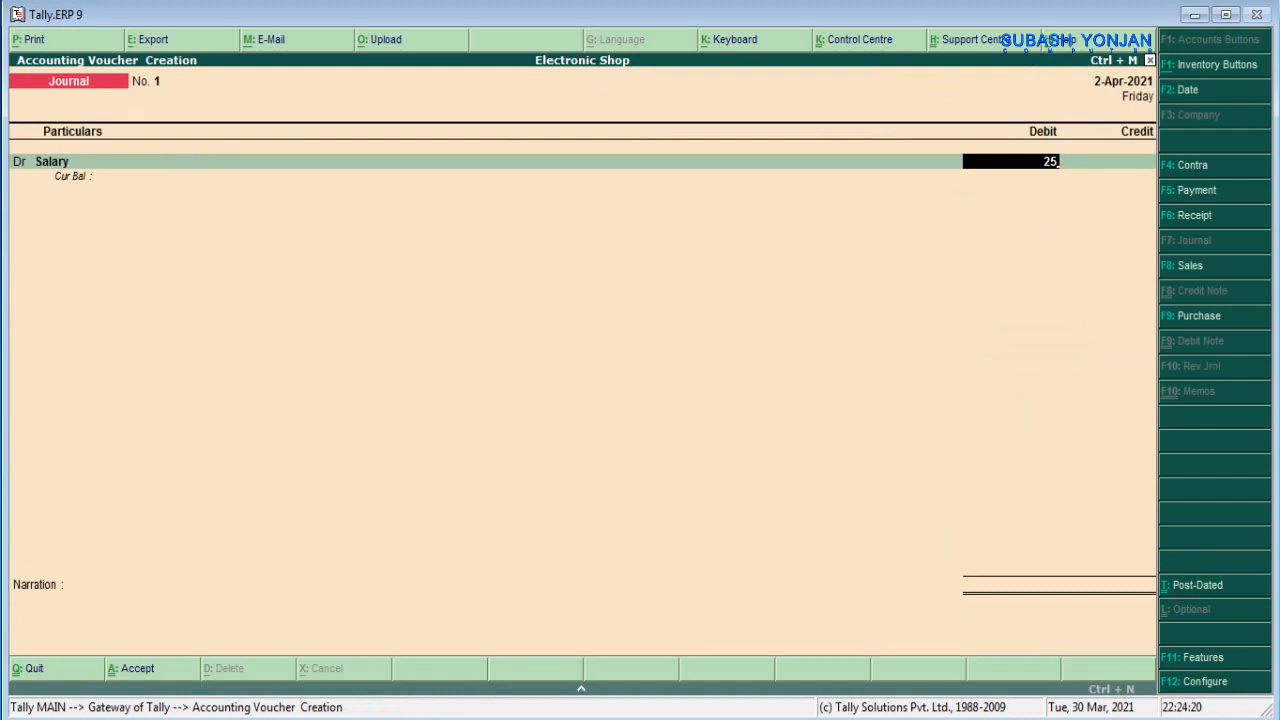 Tally.ERP 9
P: Print
E: Export
M: E-Mail
O: Upload
G: Language
K: Keyboard
K: Control Centre
H: Support Cent
SUBASH YONJAN
COMPUTER
Accounting Voucher Creation
Electronic Shop
Ctrl + M
Journal No. 1
2-Apr-2021
Friday
Particulars
Debit
Credit
Dr Salary
25
Cur Bal :
Narration :
F1: Accounts Buttons
F1: Inventory Buttons
F2: Date
F3: Company
F4: Contra
F5: Payment
F6: Receipt
F7: Journal
F8: Sales
F8: Credit Note
F9: Purchase
F9: Debit Note
F10: Rev Jrnl
F10: Memos
T: Post-Dated
L: Optional
F11: Features
F12: Configure
Q: Quit
A: Accept
D: Delete
X: Cancel
Ctrl + N
Tally MAIN --> Gateway of Tally --> Accounting Voucher Creation
(c) Tally Solutions Pvt. Ltd., 1988-2009
Tue, 30 Mar, 2021
22:24:20